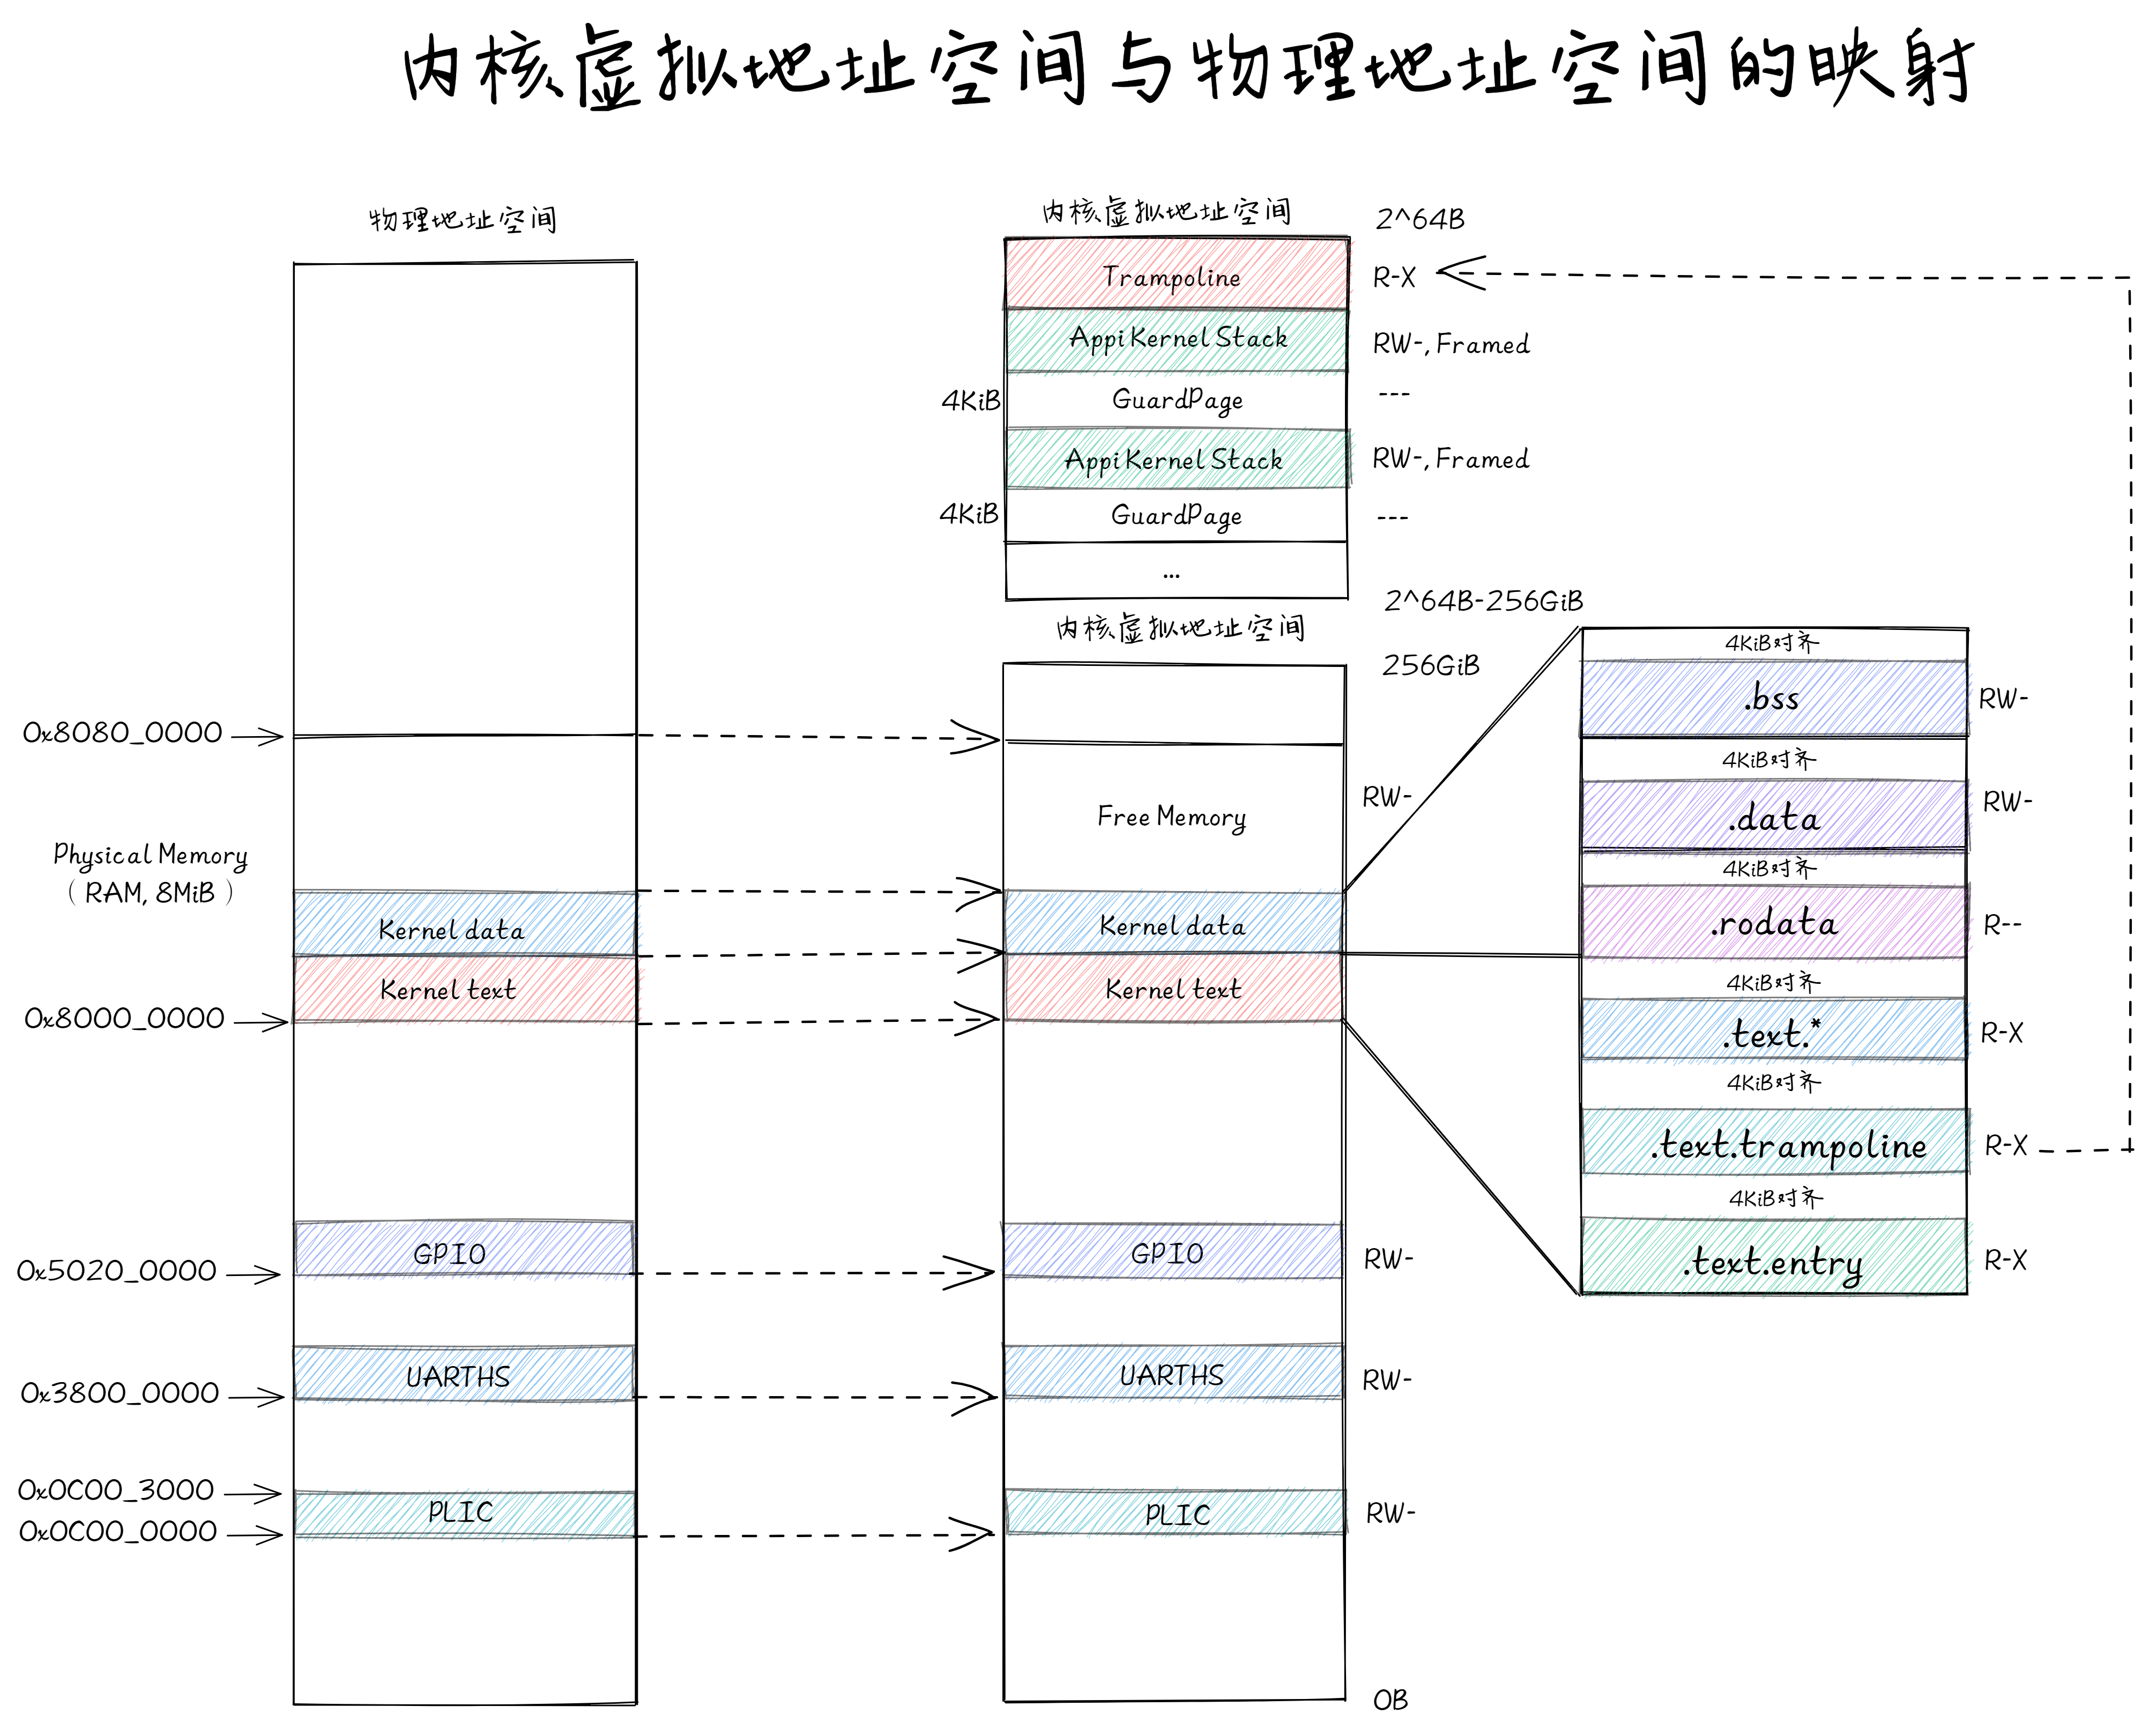 内核虚拟地址空间与物理地址空间的映射
物理地址空间
0x8080_0000
Physical Memory
( RAM, 8MiB )
Kernel data
Kernel text
0x8000_0000
GPIO
0x5020_0000
UARTHS
0x3800_0000
0x0C00_3000
PLIC
0x0C00_0000
内核虚拟地址空间
2^64B
Trampoline
R-X
Appi Kernel Stack
RW-, Framed
4KiB
GuardPage
---
Appi Kernel Stack
RW-, Framed
4KiB
GuardPage
---
...
2^64B-256GiB
内核虚拟地址空间
256GiB
Free Memory
RW-
Kernel data
Kernel text
GPIO
RW-
UARTHS
RW-
PLIC
RW-
0B
4KiB对齐
.bss
RW-
4KiB对齐
.data
RW-
4KiB对齐
.rodata
R--
4KiB对齐
.text.*
R-X
4KiB对齐
.text.trampoline
R-X
4KiB对齐
.text.entry
R-X